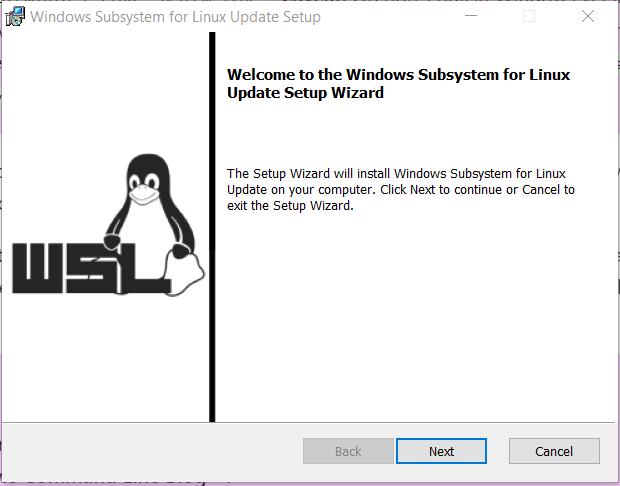 Windows Subsystem for Linux Update Setup
Welcome to the Windows Subsystem for Linux
Update Setup Wizard
The Setup Wizard will install Windows Subsystem for Linux
Update on your computer. Click Next to continue or Cancel to
exit the Setup Wizard.
WSL
Back
Next
Cancel